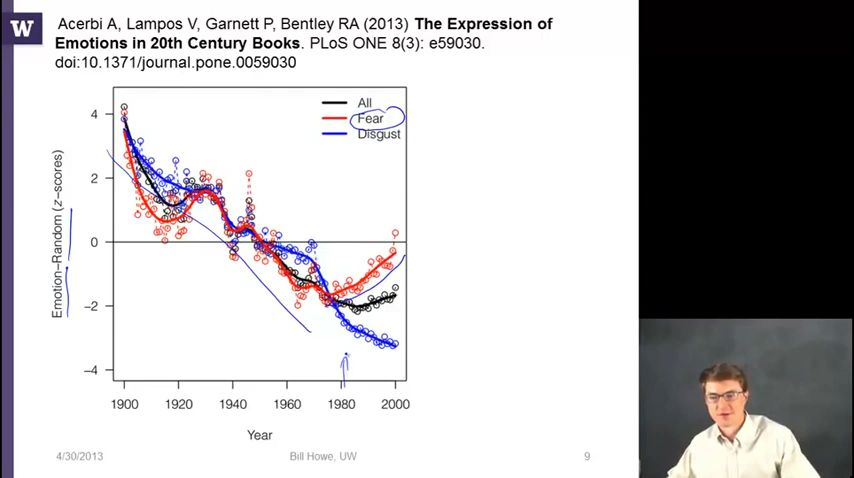 W
Acerbi A, Lampos V, Garnett P, Bentley RA (2013) The Expression of
Emotions in 20th Century Books. PLoS ONE 8(3): e59030.
doi:10.1371/journal.pone.0059030
All
Fear
Disgust
4
2
0
−2
−4
Emotion−Random (z−scores)
1900 1920 1940 1960 1980 2000
Year
4/30/2013 Bill Howe, UW 9